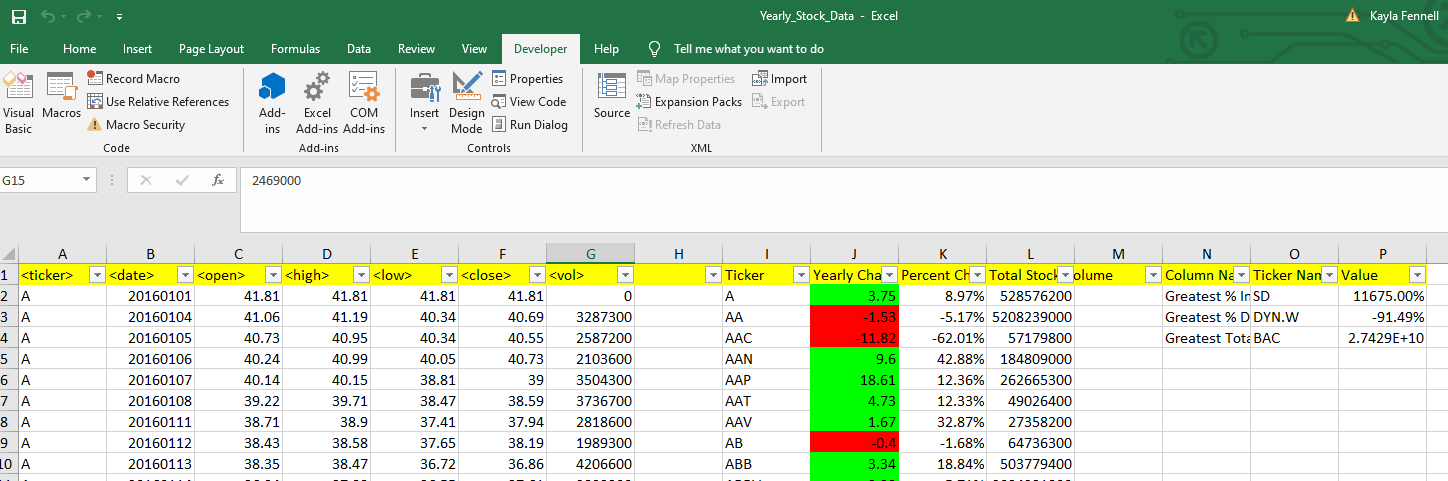 Yearly_Stock_Data - Excel
Kayla Fennell
File Home Insert Page Layout Formulas Data Review View Developer Help Tell me what you want to do
Visual Basic
Macros
Record Macro
Use Relative References
Macro Security
Code
Add-ins
Excel Add-ins
COM Add-ins
Add-ins
Insert
Design Mode
Properties
View Code
Run Dialog
Controls
Source
Map Properties
Expansion Packs
Refresh Data
Import
Export
XML
G15 fx 2469000
A B C D E F G H I J K L M N O P
1 <ticker> <date> <open> <high> <low> <close> <vol> Ticker Yearly Cha Percent Ch Total Stock olume Column Na Ticker Nam Value
2 A 20160101 41.81 41.81 41.81 41.81 0 A 3.75 8.97% 528576200 Greatest % In SD 11675.00%
3 A 20160104 41.06 41.19 40.34 40.69 3287300 AA -1.53 -5.17% 5208239000 Greatest % D DYN.W -91.49%
4 A 20160105 40.73 40.95 40.34 40.55 2587200 AAC -11.82 -62.01% 57179800 Greatest Tota BAC 2.7429E+10
5 A 20160106 40.24 40.99 40.05 40.73 2103600 AAN 9.6 42.88% 184809000
6 A 20160107 40.14 40.15 38.81 39 3504300 AAP 18.61 12.36% 262665300
7 A 20160108 39.22 39.71 38.47 38.59 3736700 AAT 4.73 12.33% 49026400
8 A 20160111 38.71 38.9 37.41 37.94 2818600 AAV 1.67 32.87% 27358200
9 A 20160112 38.43 38.58 37.65 38.19 1989300 AB -0.4 -1.68% 64736300
10 A 20160113 38.35 38.47 36.72 36.86 4206600 ABB 3.34 18.84% 503779400